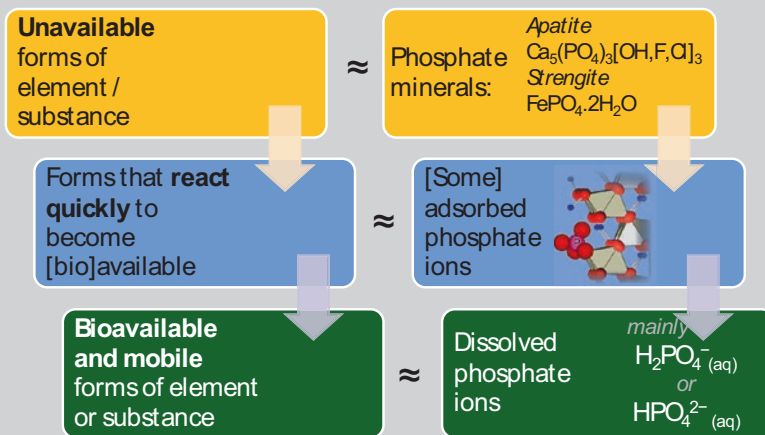 Unavailable
forms of
element /
substance
≈
Phosphate
minerals:
Apatite
Ca₅(PO₄)₃[OH,F,Cl]₃
Strengite
FePO₄.2H₂O
Forms that react
quickly to
become
[bio]available
≈
[Some]
adsorbed
phosphate
ions
Bioavailable
and mobile
forms of element
or substance
≈
Dissolved
phosphate
ions
mainly
H₂PO₄⁻ (aq)
or
HPO₄²⁻ (aq)